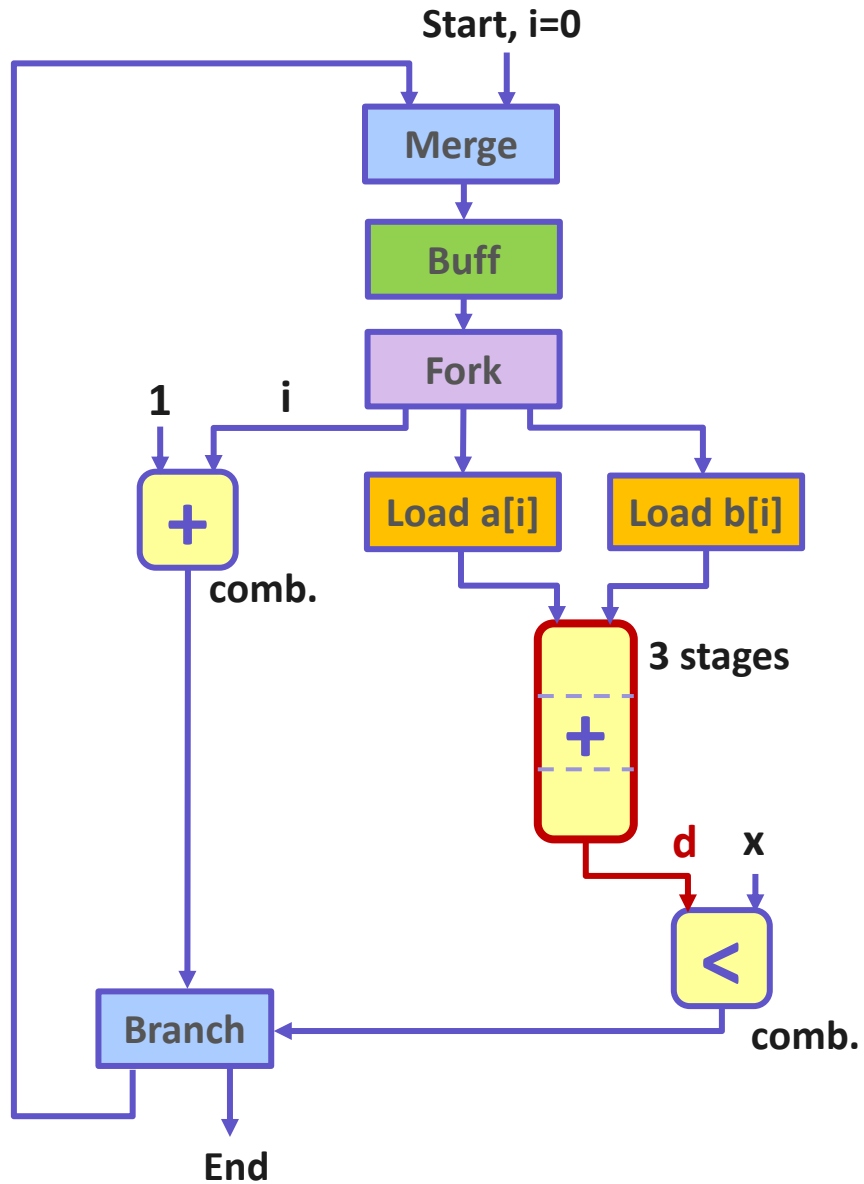 Start, i=0
Merge
Buff
Fork
1
i
+
comb.
Load a[i]
Load b[i]
3 stages
+
d
x
<
comb.
Branch
End